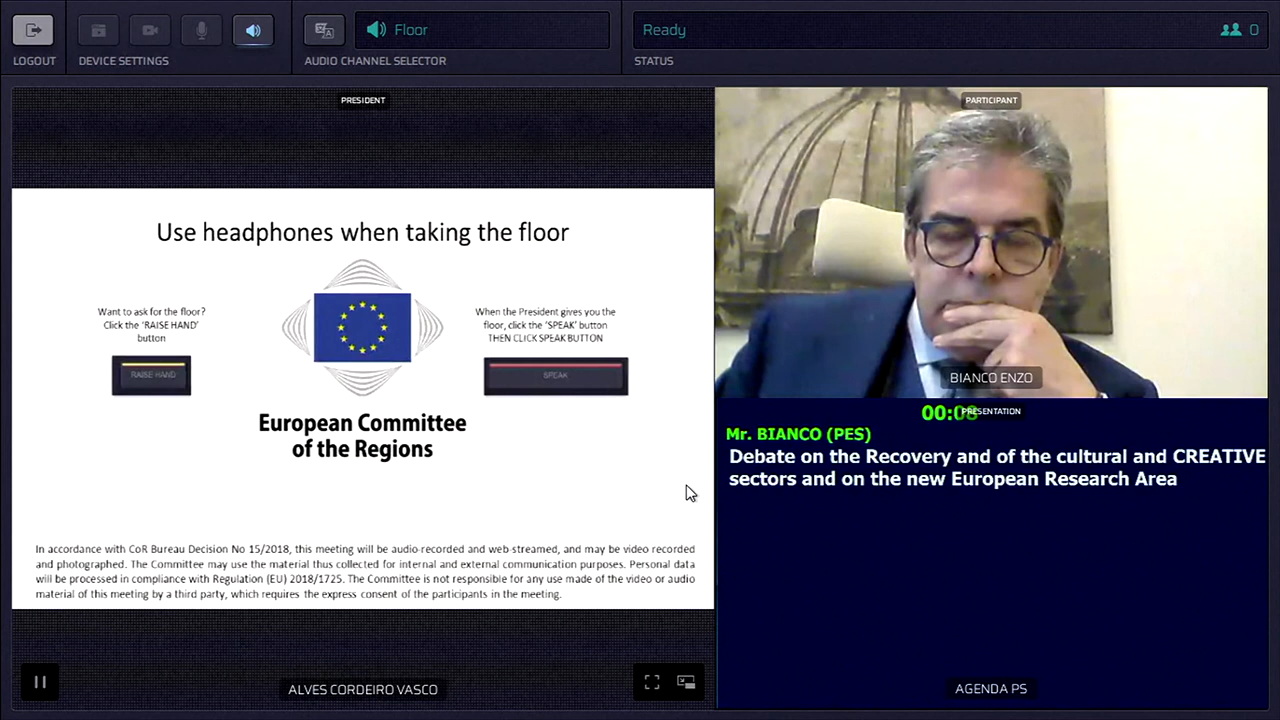 Floor
Ready
0
LOGOUT
DEVICE SETTINGS
AUDIO CHANNEL SELECTOR
STATUS
PRESIDENT
Use headphones when taking the floor
Want to ask for the floor?
Click the ‘RAISE HAND’
button
RAISE HAND
When the President gives you the
floor, click the ‘SPEAK’ button
THEN CLICK SPEAK BUTTON
SPEAK
European Committee
of the Regions
In accordance with CoR Bureau Decision No 15/2018, this meeting will be audio-recorded and web-streamed, and may be video recorded
and photographed. The Committee may use the material thus collected for internal and external communication purposes. Personal data
will be processed in compliance with Regulation (EU) 2018/1725. The Committee is not responsible for any use made of the video or audio
material of this meeting by a third party, which requires the express consent of the participants in the meeting.
ALVES CORDEIRO VASCO
PARTICIPANT
BIANCO ENZO
00:08
PRESENTATION
Mr. BIANCO (PES)
Debate on the Recovery and of the cultural and CREATIVE
sectors and on the new European Research Area
AGENDA PS